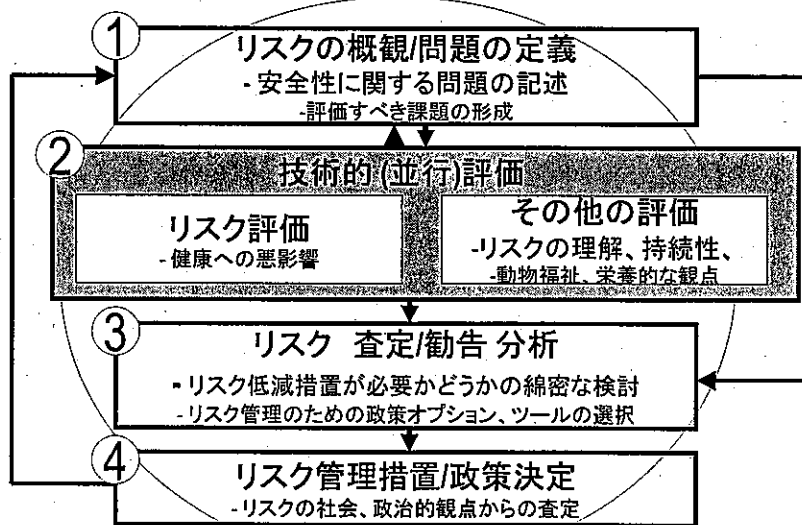 ①
リスクの概観/問題の定義
- 安全性に関する問題の記述
-評価すべき課題の形成
②
技術的 (並行)評価
リスク評価
- 健康への悪影響
その他の評価
-リスクの理解、持続性、
- 動物福祉、栄養的な観点
③
リスク 査定/勧告 分析
- リスク低減措置が必要かどうかの綿密な検討
- リスク管理のための政策オプション、ツールの選択
④
リスク管理措置/政策決定
- リスクの社会、政治的観点からの査定